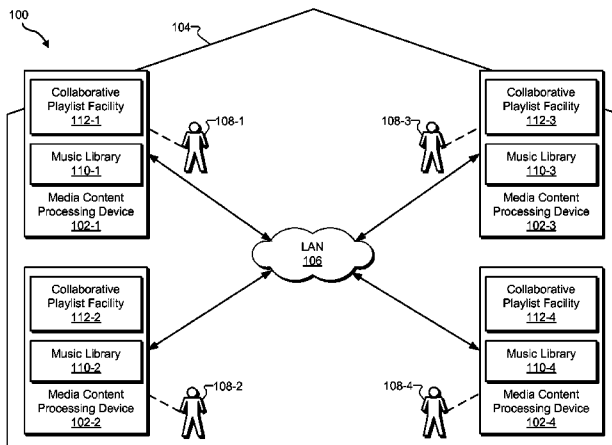 100
104
Collaborative
Playlist Facility
112-1
Music Library
110-1
Media Content
Processing Device
102-1
108-1
108-3
Collaborative
Playlist Facility
112-3
Music Library
110-3
Media Content
Processing Device
102-3
LAN
106
Collaborative
Playlist Facility
112-2
Music Library
110-2
Media Content
Processing Device
102-2
108-2
108-4
Collaborative
Playlist Facility
112-4
Music Library
110-4
Media Content
Processing Device
102-4